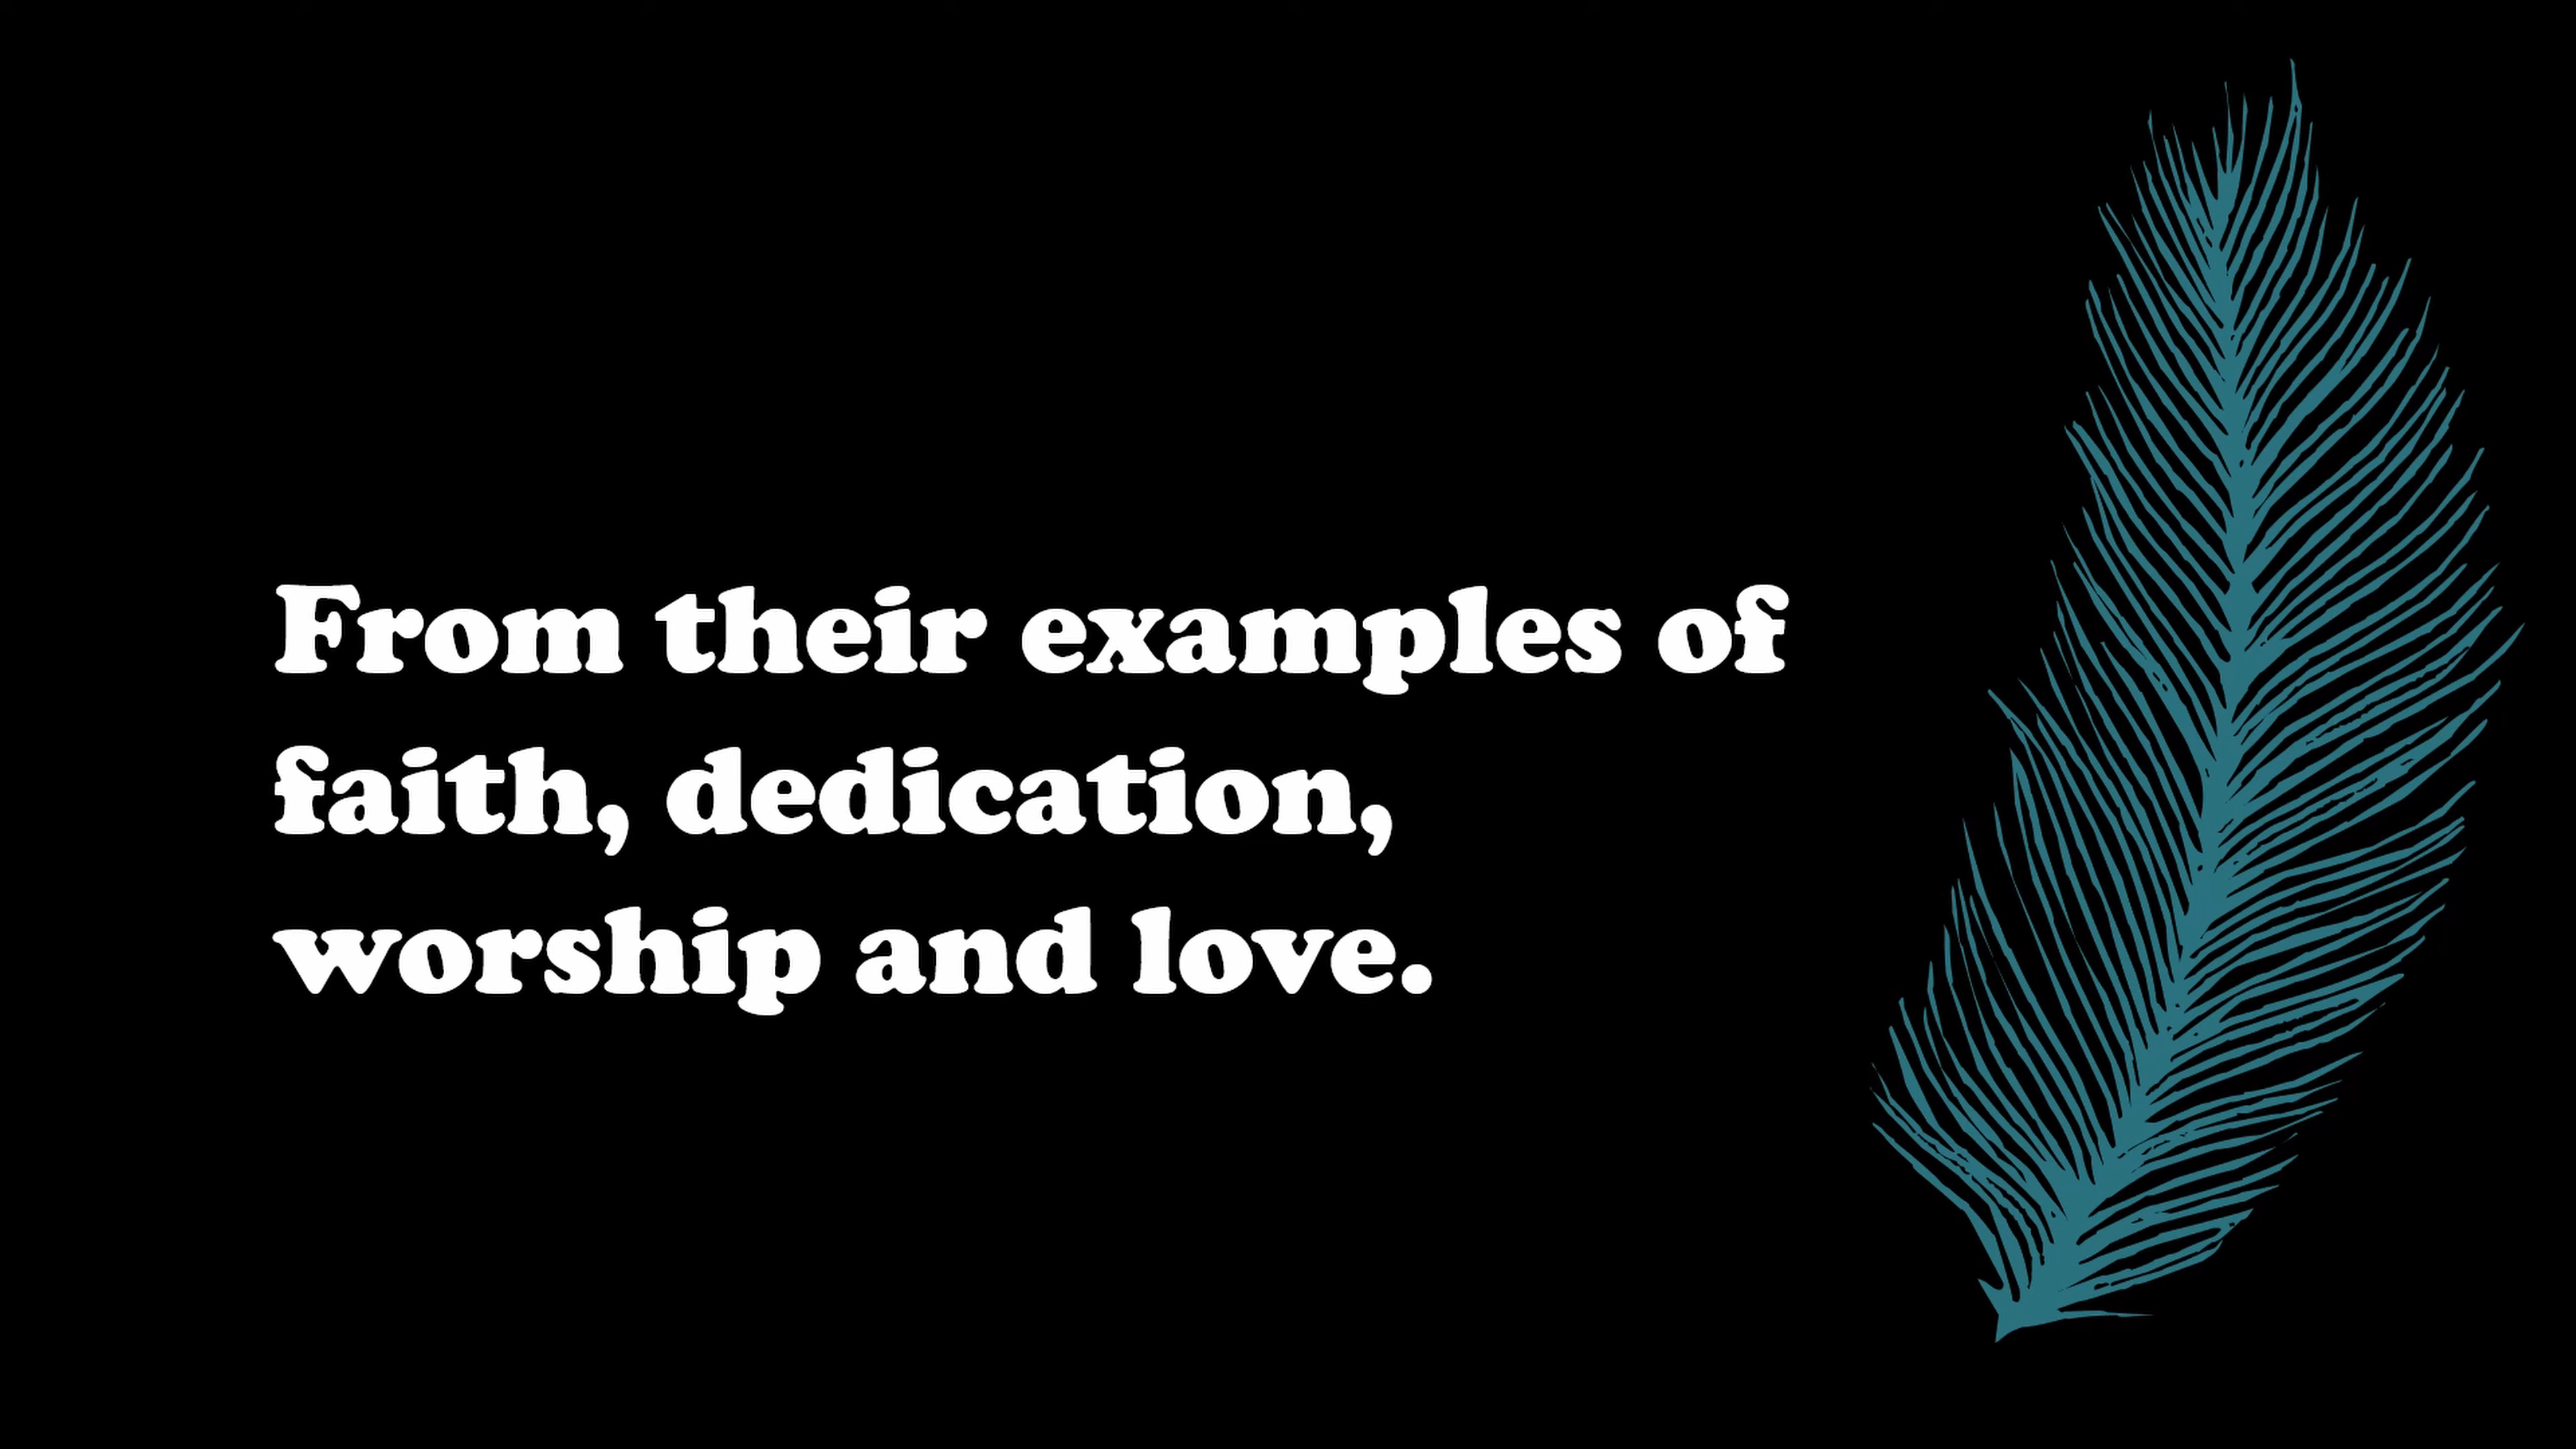 From their examples of
faith, dedication,
worship and love.